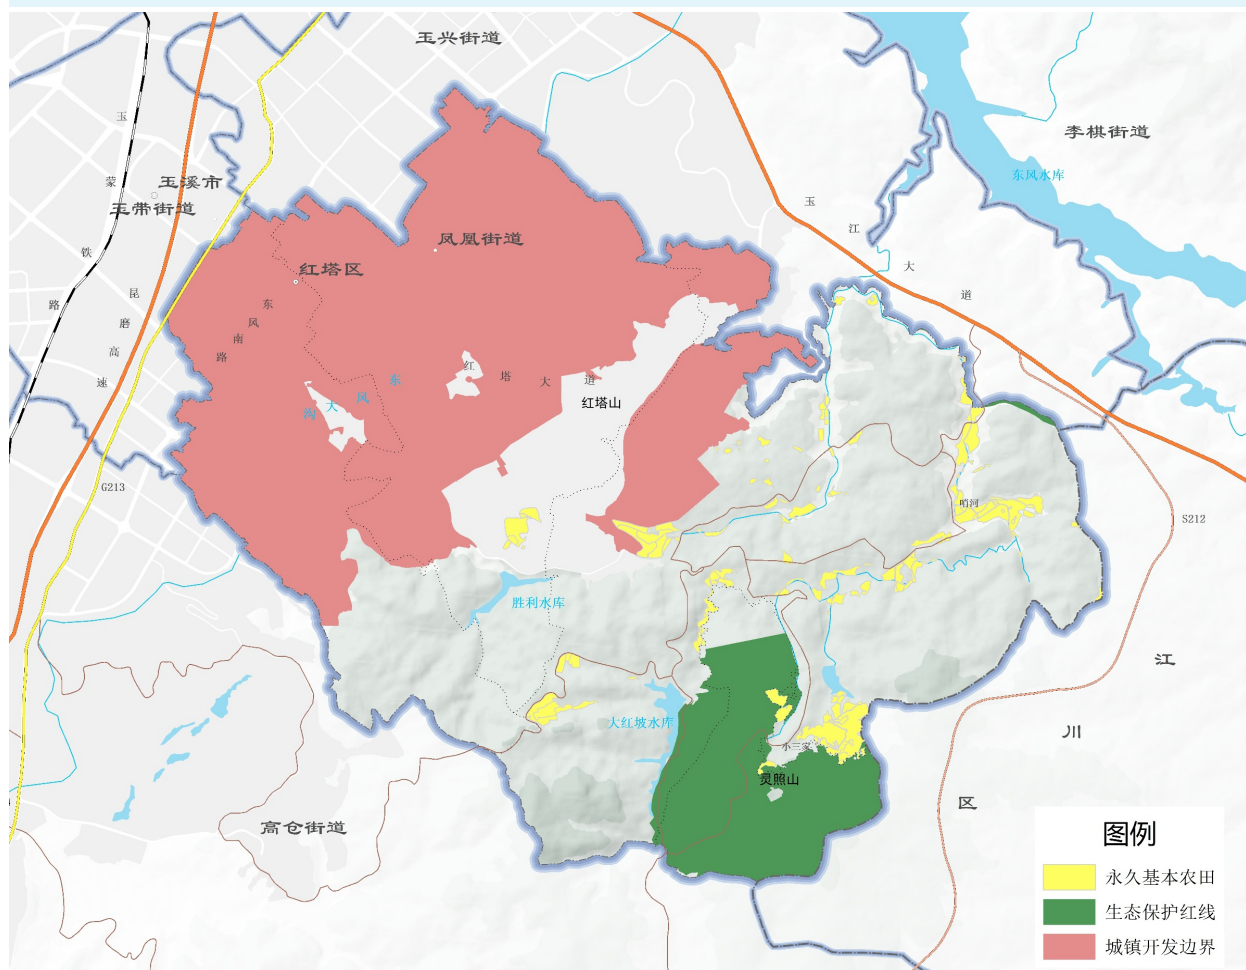 玉兴街道
李棋街道
东风水库
玉溪市
玉带街道
玉蒙铁路
昆磨高速
玉江大道
凤凰街道
红塔区
东风南路
东风大沟
红塔大道
红塔山
G213
S212
哨河
胜利水库
大红坡水库
小三家
灵照山
高仓街道
江川区
图例
永久基本农田
生态保护红线
城镇开发边界